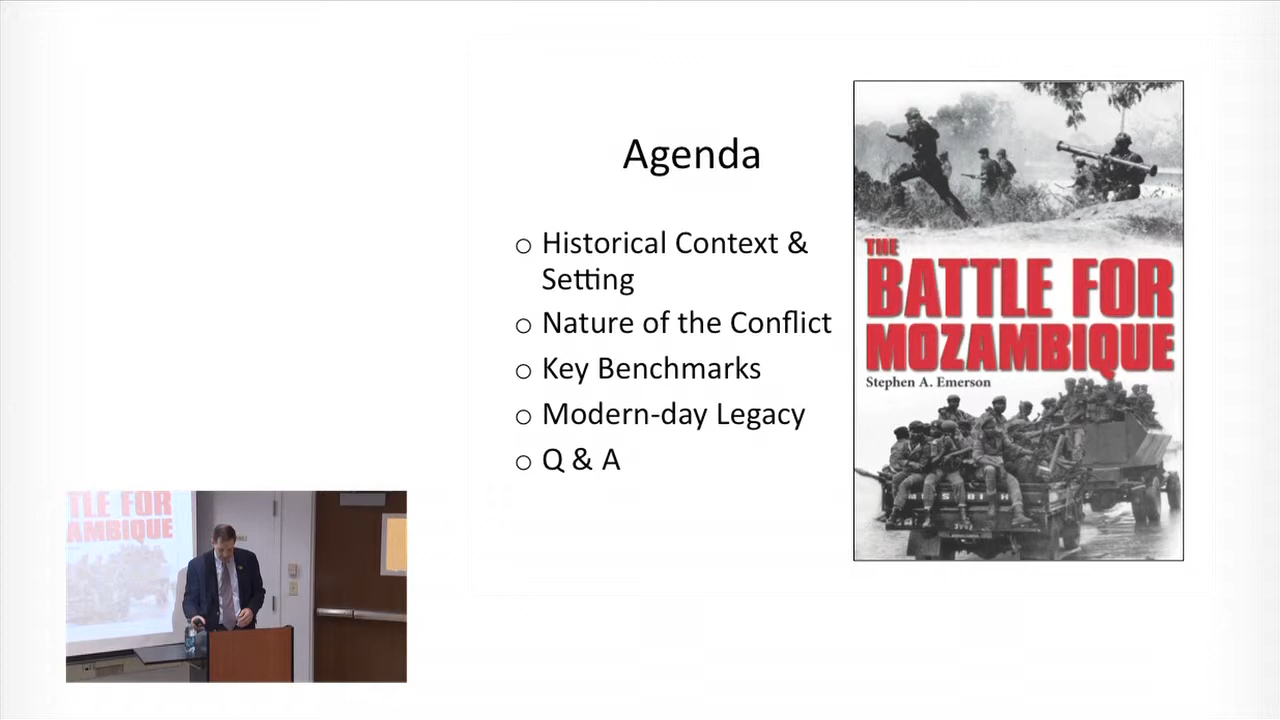 Agenda
○ Historical Context &
Setting
○ Nature of the Conflict
○ Key Benchmarks
○ Modern-day Legacy
○ Q & A
THE
BATTLE FOR
MOZAMBIQUE
Stephen A. Emerson
TLE FOR
AMBIQUE